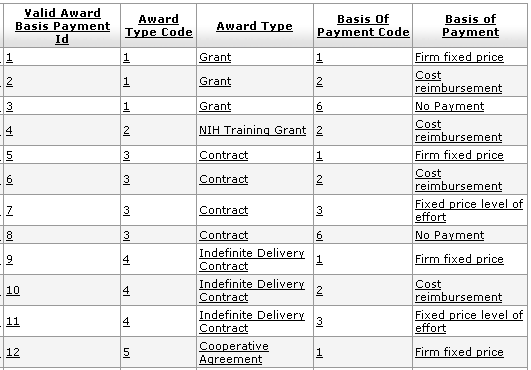 Valid Award Basis Payment Id Award Type Code Award Type Basis Of Payment Code Basis of Payment
1 1 Grant 1 Firm fixed price
2 1 Grant 2 Cost reimbursement
3 1 Grant 6 No Payment
4 2 NIH Training Grant 2 Cost reimbursement
5 3 Contract 1 Firm fixed price
6 3 Contract 2 Cost reimbursement
7 3 Contract 3 Fixed price level of effort
8 3 Contract 6 No Payment
9 4 Indefinite Delivery Contract 1 Firm fixed price
10 4 Indefinite Delivery Contract 2 Cost reimbursement
11 4 Indefinite Delivery Contract 3 Fixed price level of effort
12 5 Cooperative Agreement 1 Firm fixed price